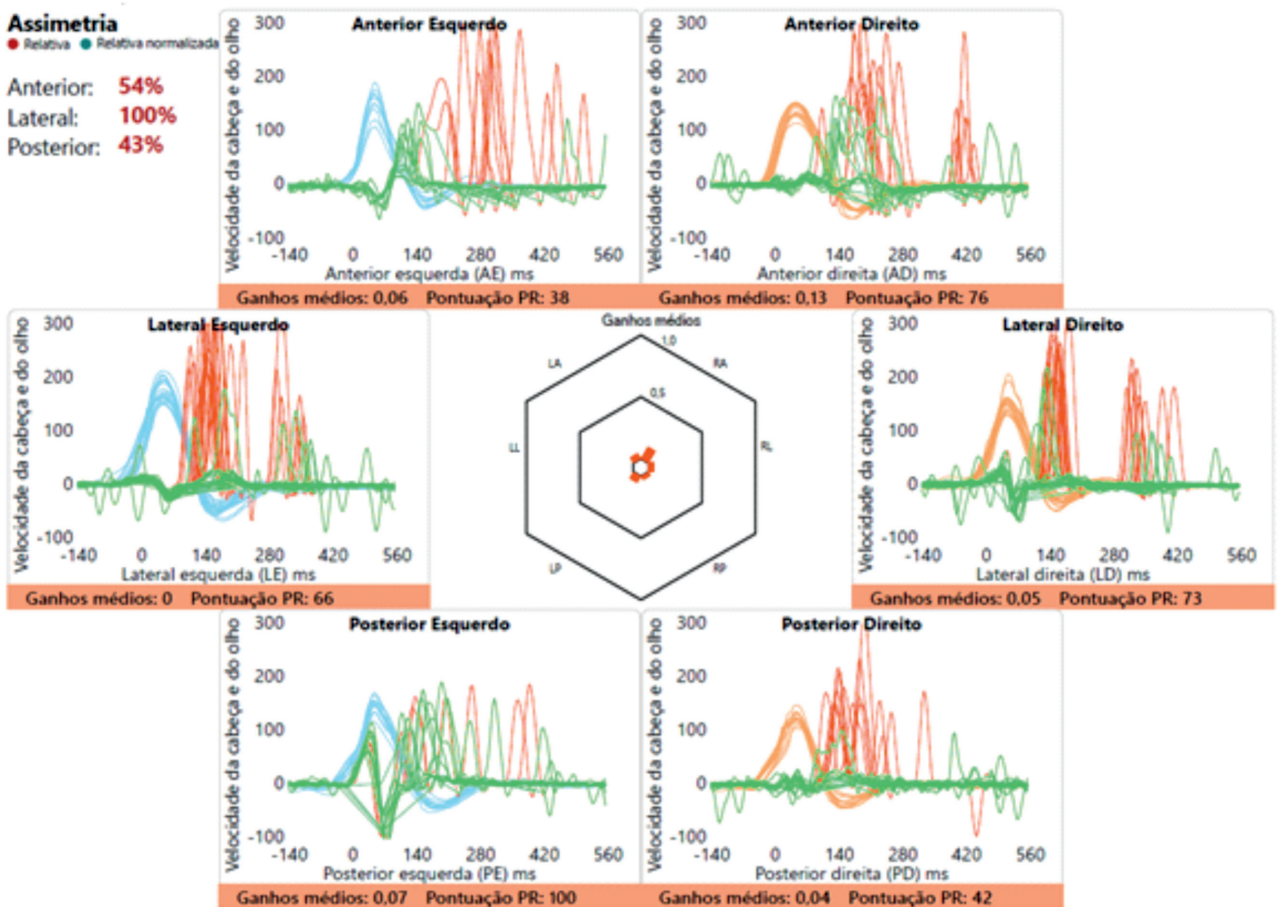 Assimetria
Relativa Relativa normalizada
Anterior: 54%
Lateral: 100%
Posterior: 43%
Anterior Esquerdo
Velocidade da cabeça e do olho
300
200
100
0
-100
-140 0 140 280 420 560
Anterior esquerda (AE) ms
Ganhos médios: 0,06 Pontuação PR: 38
Anterior Direito
Velocidade da cabeça e do olho
300
200
100
0
-100
-140 0 140 280 420 560
Anterior direita (AD) ms
Ganhos médios: 0,13 Pontuação PR: 76
Lateral Esquerdo
Velocidade da cabeça e do olho
300
200
100
0
-100
-140 0 140 280 420 560
Lateral esquerda (LE) ms
Ganhos médios: 0 Pontuação PR: 66
Ganhos médios
1,0
LA RA
0,5
LL RL
LP RP
Lateral Direito
Velocidade da cabeça e do olho
300
200
100
0
-100
-140 0 140 280 420 560
Lateral direita (LD) ms
Ganhos médios: 0,05 Pontuação PR: 73
Posterior Esquerdo
Velocidade da cabeça e do olho
300
200
100
0
-100
-140 0 140 280 420 560
Posterior esquerda (PE) ms
Ganhos médios: 0,07 Pontuação PR: 100
Posterior Direito
Velocidade da cabeça e do olho
300
200
100
0
-100
-140 0 140 280 420 560
Posterior direita (PD) ms
Ganhos médios: 0,04 Pontuação PR: 42